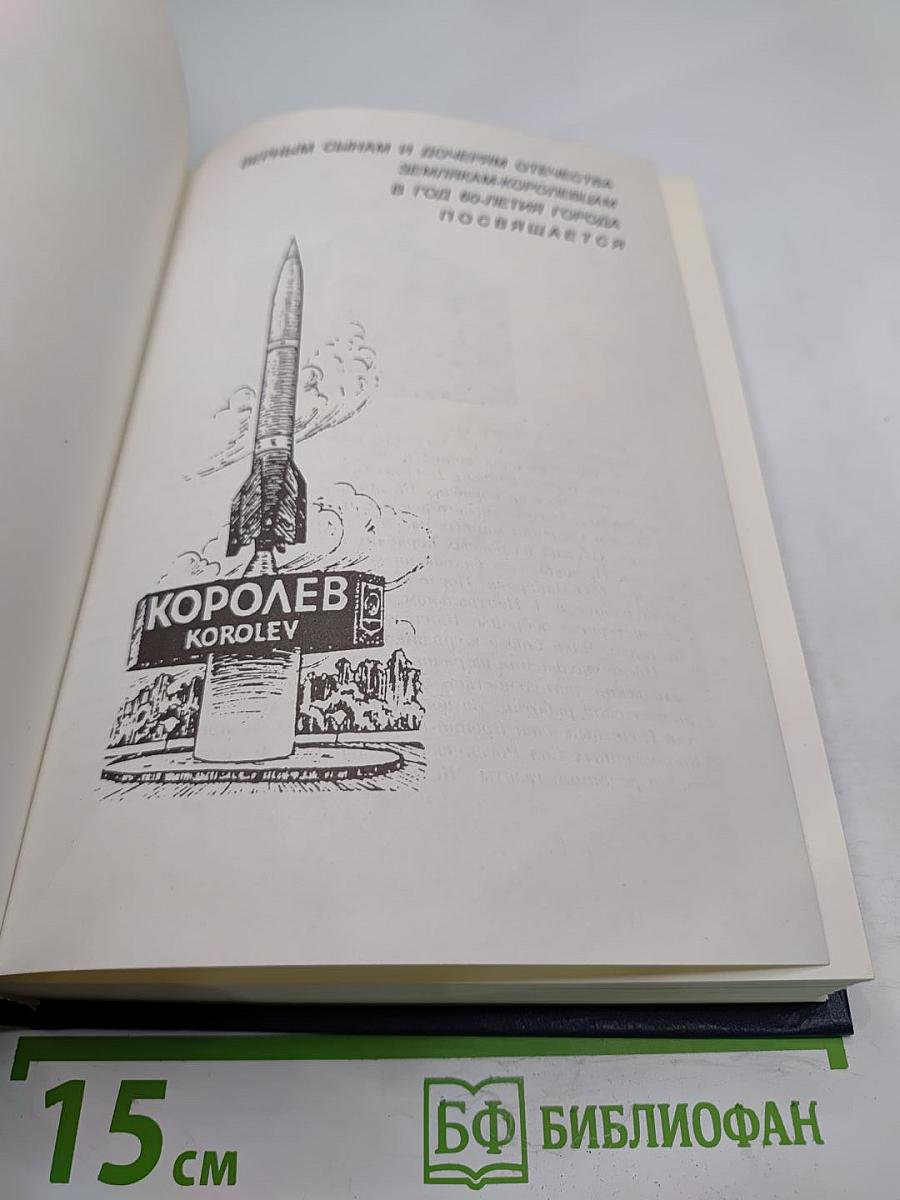 ВЕРНЫМ СЫНАМ И ДОЧЕРЯМ ОТЕЧЕСТВА
ЗЕМЛЯКАМ-КОРОЛЕВЦАМ
В ГОД 60-ЛЕТИЯ ГОРОДА
ПОСВЯЩАЕТСЯ
КОРОЛЕВ
KOROLEV
15 см
БФ БИБЛИОФАН